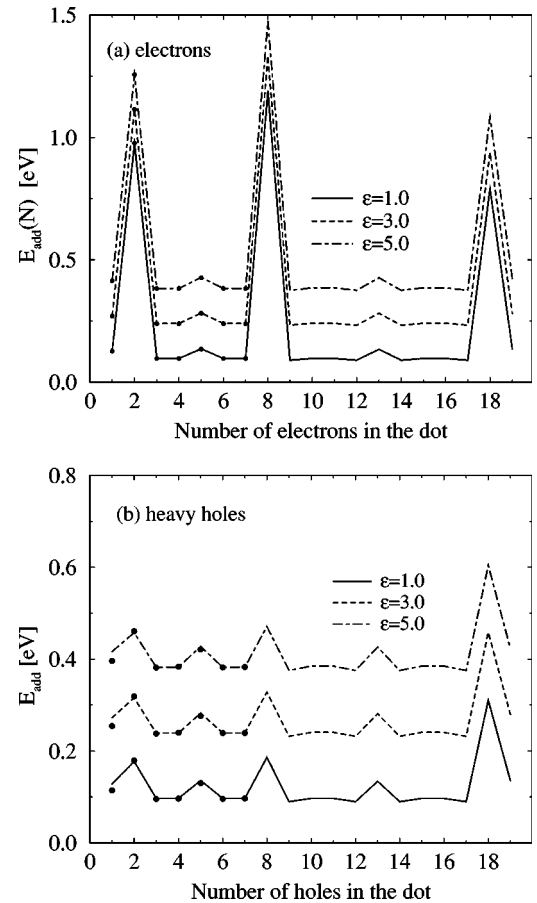 (a) electrons
E_add(N) [eV]
1.5
1.0
0.5
0.0
ε=1.0
ε=3.0
ε=5.0
0 2 4 6 8 10 12 14 16 18
Number of electrons in the dot
(b) heavy holes
E_add [eV]
0.8
0.6
0.4
0.2
0.0
ε=1.0
ε=3.0
ε=5.0
0 2 4 6 8 10 12 14 16 18
Number of holes in the dot